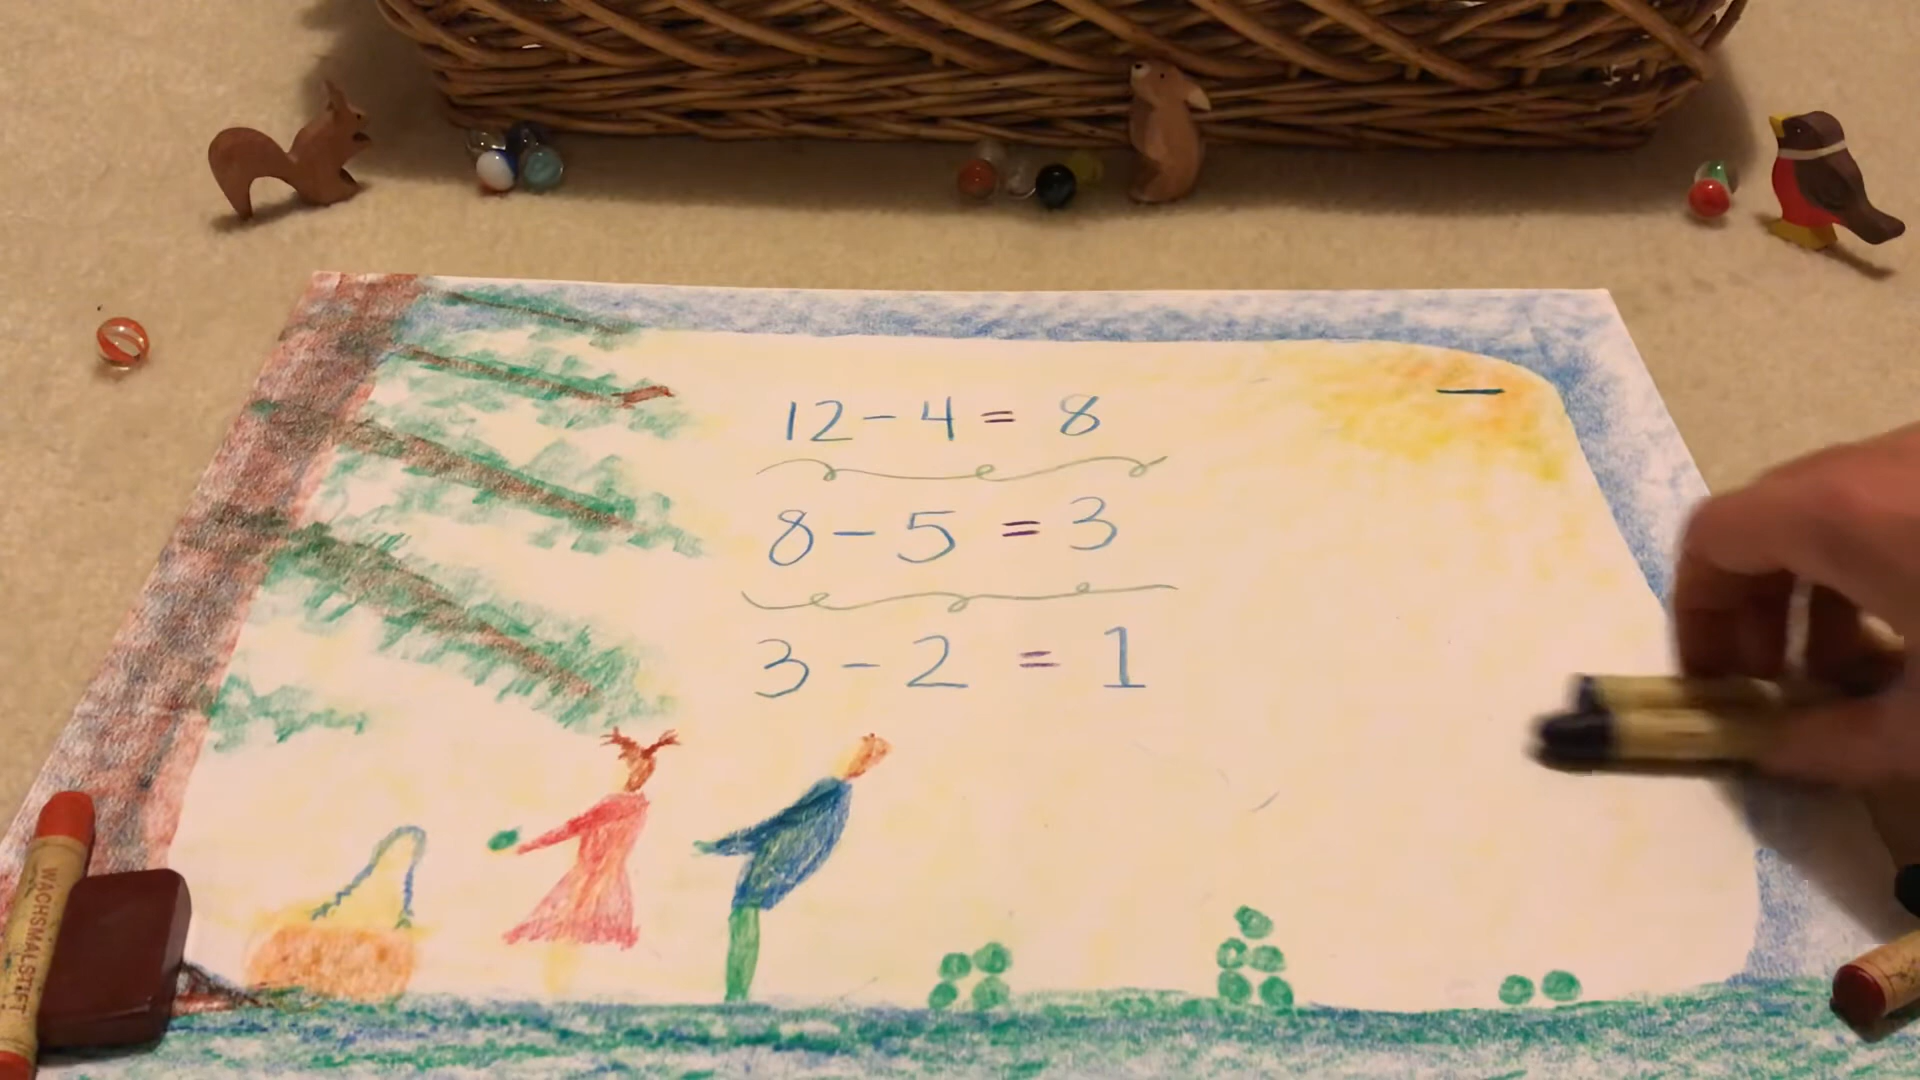 12 - 4 = 8
8 - 5 = 3
3 - 2 = 1
-
WACHSMALSTIFT